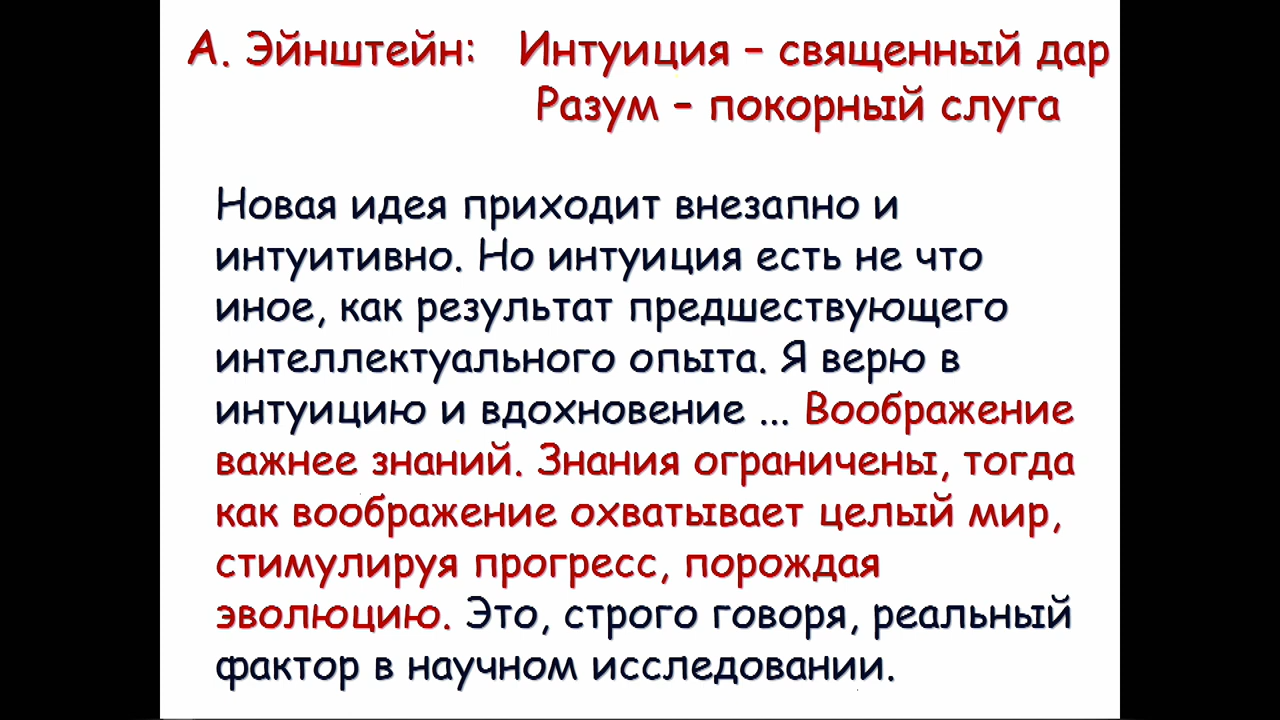 А. Эйнштейн: Интуиция – священный дар
Разум – покорный слуга
Новая идея приходит внезапно и
интуитивно. Но интуиция есть не что
иное, как результат предшествующего
интеллектуального опыта. Я верю в
интуицию и вдохновение ... Воображение
важнее знаний. Знания ограничены, тогда
как воображение охватывает целый мир,
стимулируя прогресс, порождая
эволюцию. Это, строго говоря, реальный
фактор в научном исследовании.